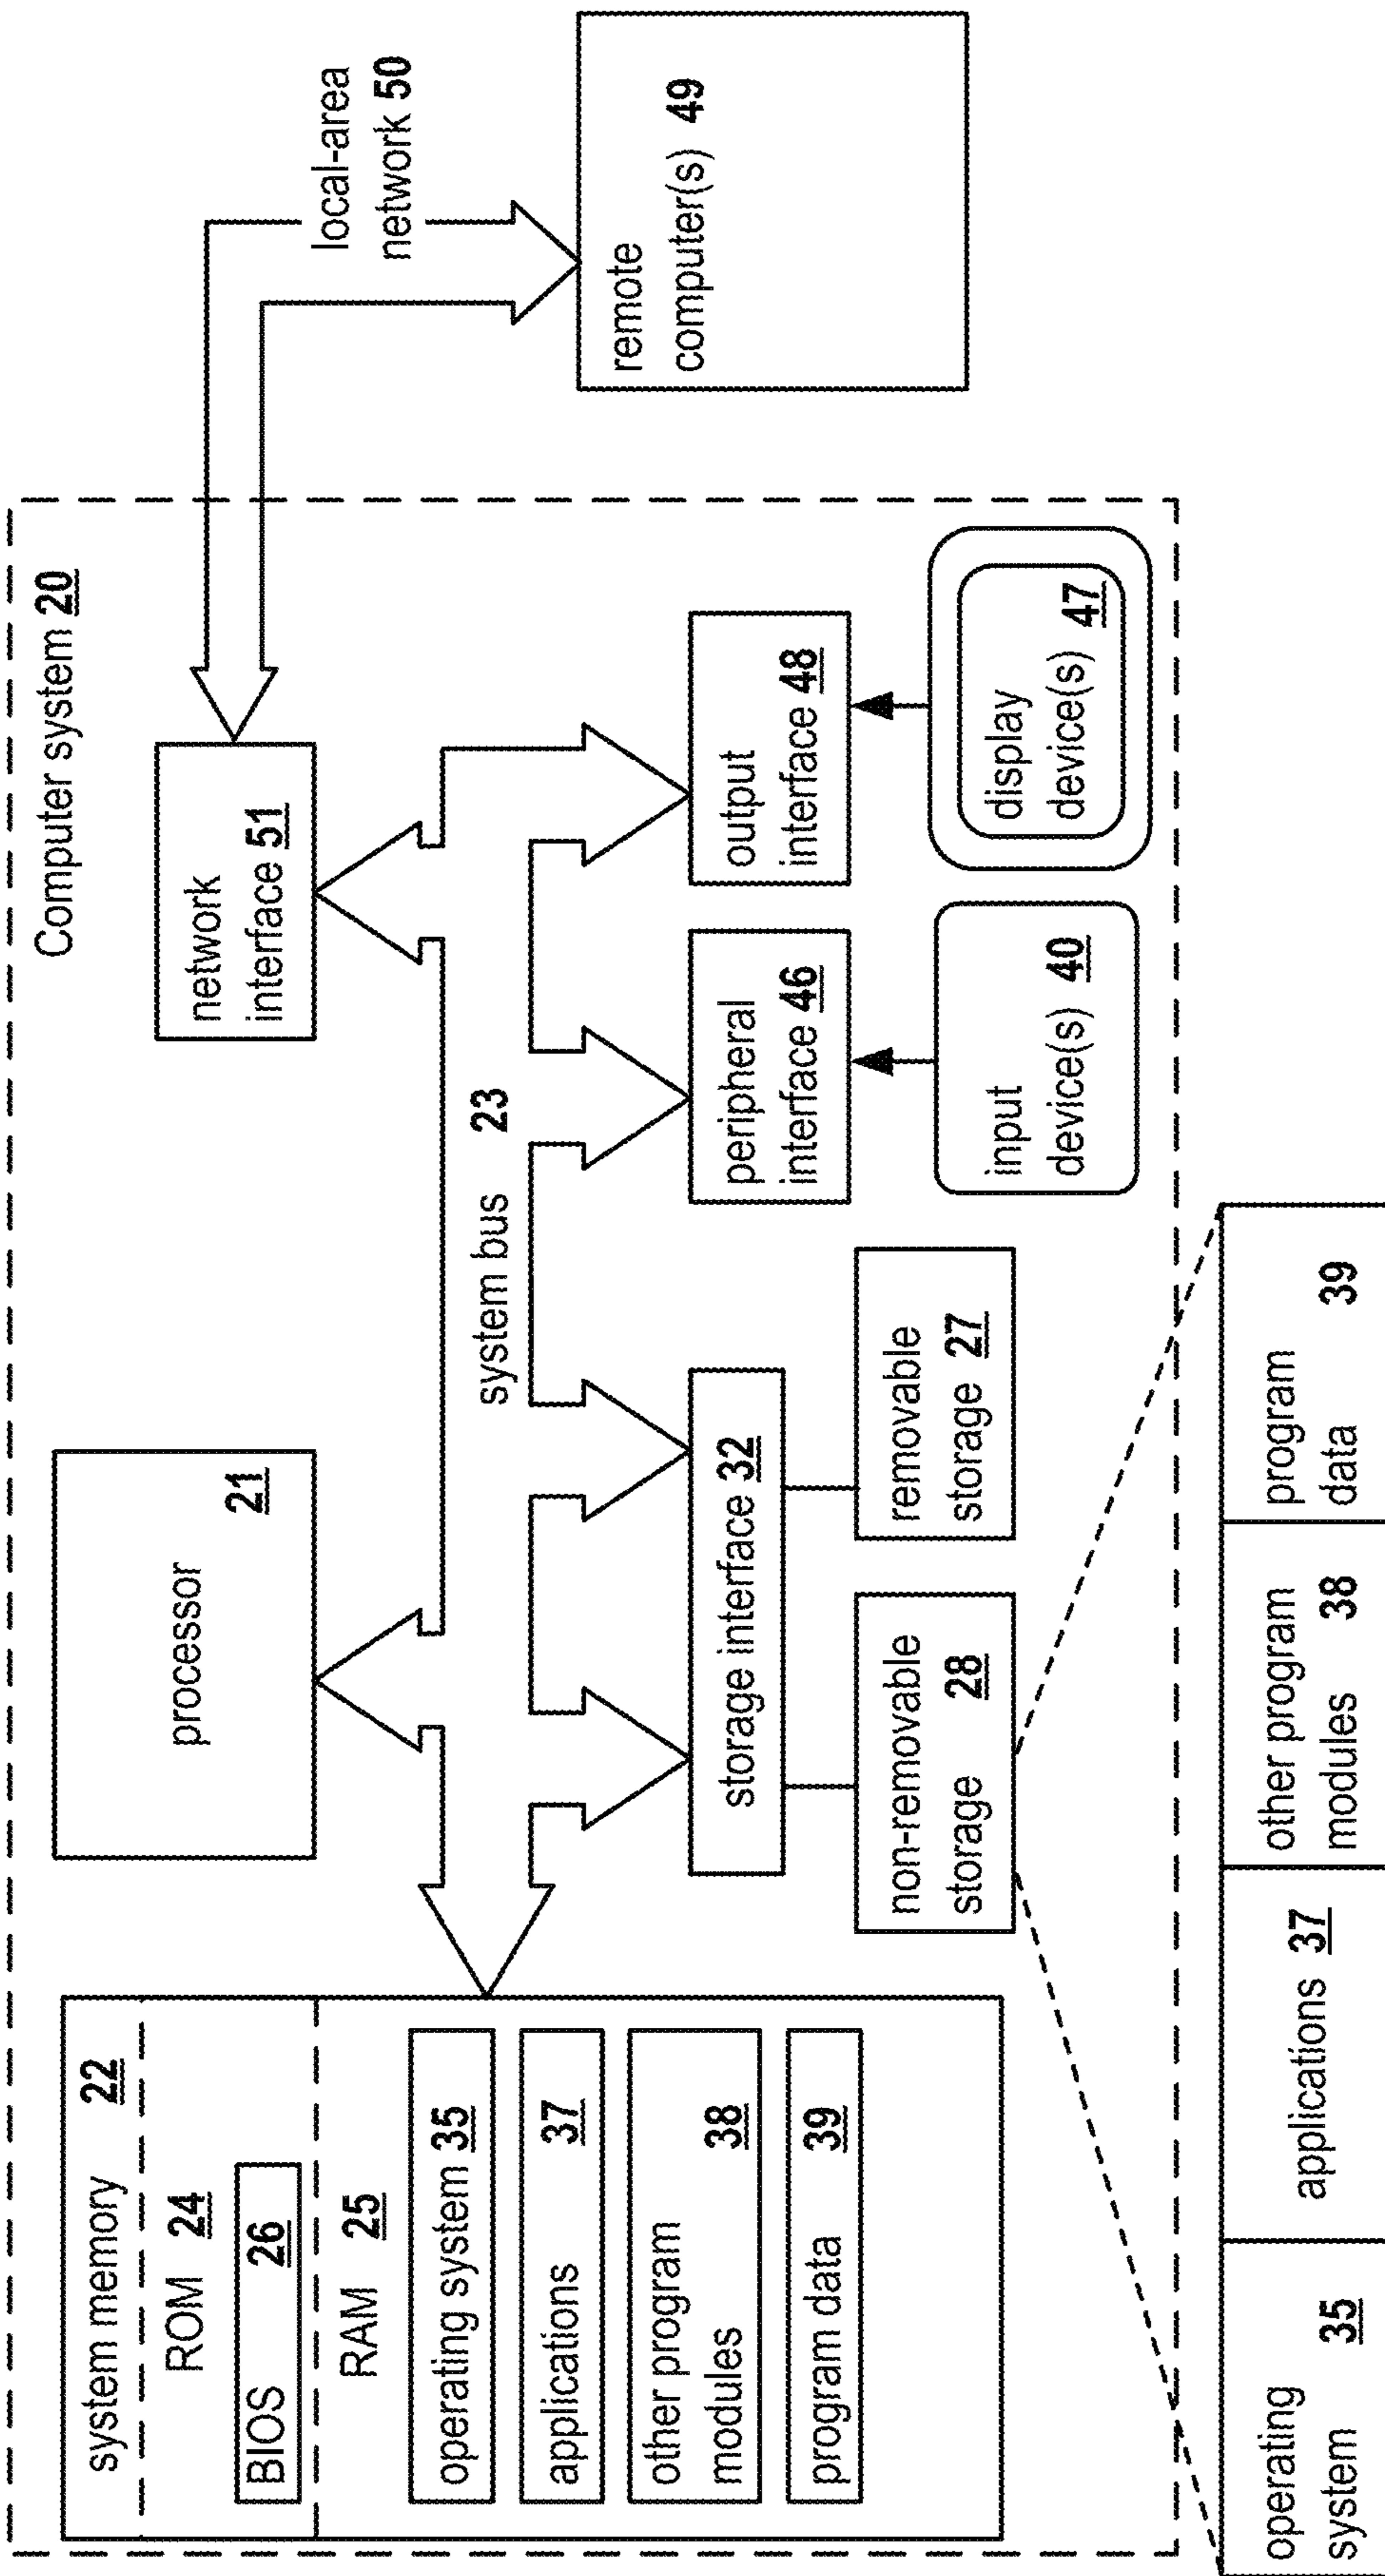 Computer system 20
system memory 22
ROM 24
BIOS 26
RAM 25
operating system 35
applications 37
other program
modules 38
program data 39
processor
21
network
interface 51
local-area
network 50
remote
computer(s) 49
system bus 23
storage interface 32
non-removable
storage 28
removable
storage 27
peripheral
interface 46
output
interface 48
input
device(s) 40
display
device(s) 47
operating
system 35
applications 37
other program
modules 38
program
data 39